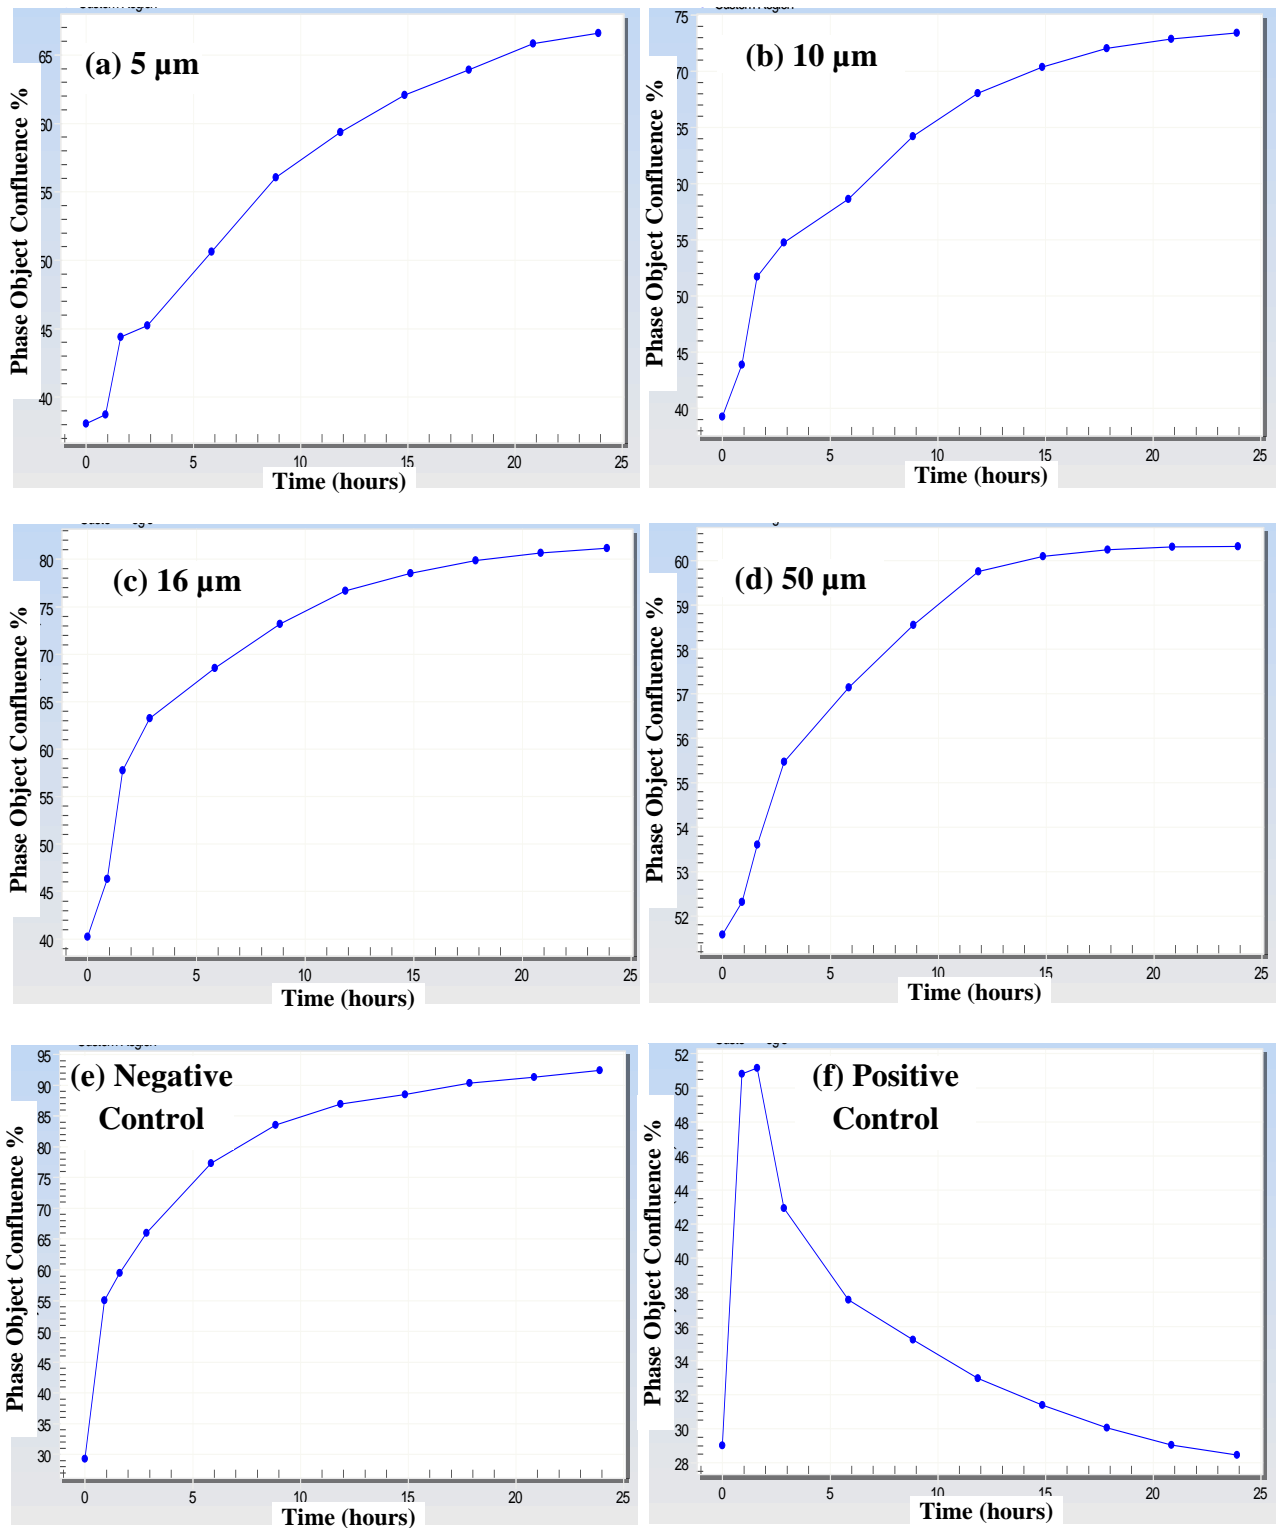 (a) 5 µm
Phase Object Confluence %
65
60
55
50
45
40
0 5 10 15 20 25
Time (hours)
(b) 10 µm
Phase Object Confluence %
75
70
65
60
55
50
45
40
0 5 10 15 20 25
Time (hours)
(c) 16 µm
Phase Object Confluence %
80
75
70
65
60
55
50
45
40
0 5 10 15 20 25
Time (hours)
(d) 50 µm
Phase Object Confluence %
60
59
58
57
56
55
54
53
52
0 5 10 15 20 25
Time (hours)
(e) Negative
Control
Phase Object Confluence %
95
90
85
80
75
70
65
60
55
50
45
40
35
30
0 5 10 15 20 25
Time (hours)
(f) Positive
Control
Phase Object Confluence %
52
50
48
46
44
42
40
38
36
34
32
30
28
0 5 10 15 20 25
Time (hours)